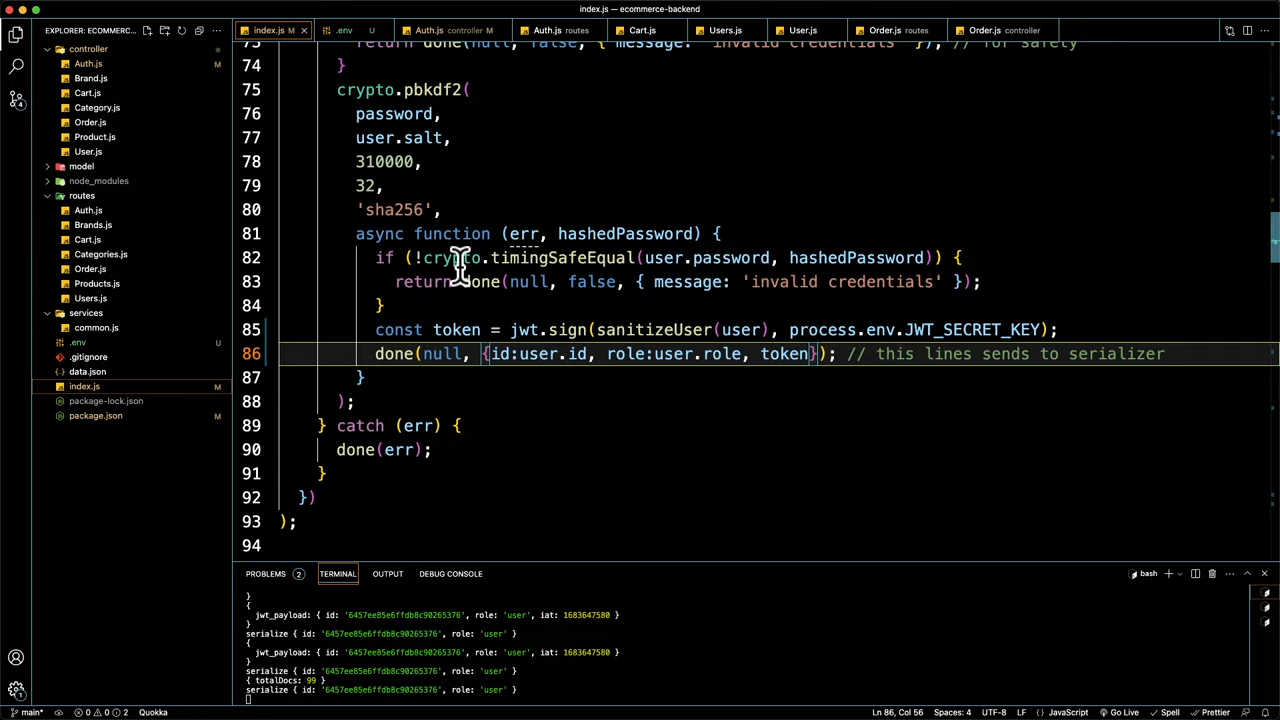 index.js — ecommerce-backend
EXPLORER: ECOMMERC...
index.js M
.env U
Auth.js controller M
Auth.js routes
Cart.js
Users.js
User.js
Order.js routes
Order.js controller
controller
Auth.js M
Brand.js
Cart.js
Category.js
Order.js
Product.js
User.js
model
node_modules
routes
Auth.js
Brands.js
Cart.js
Categories.js
Order.js
Products.js
Users.js
services
common.js
.env U
.gitignore
data.json
index.js M
package-lock.json
package.json M
73 return done(null, false, { message: 'invalid credentials' }); // for safety
74 }
75 crypto.pbkdf2(
76 password,
77 user.salt,
78 310000,
79 32,
80 'sha256',
81 async function (err, hashedPassword) {
82 if (!crypto.timingSafeEqual(user.password, hashedPassword)) {
83 return done(null, false, { message: 'invalid credentials' });
84 }
85 const token = jwt.sign(sanitizeUser(user), process.env.JWT_SECRET_KEY);
86 done(null, {id:user.id, role:user.role, token}); // this lines sends to serializer
87 }
88 );
89 } catch (err) {
90 done(err);
91 }
92 })
93 );
94
PROBLEMS 2 TERMINAL OUTPUT DEBUG CONSOLE bash
}
{
jwt_payload: { id: '6457ee85e6ffdb8c90265376', role: 'user', iat: 1683647580 }
}
serialize { id: '6457ee85e6ffdb8c90265376', role: 'user' }
{
jwt_payload: { id: '6457ee85e6ffdb8c90265376', role: 'user', iat: 1683647580 }
}
serialize { id: '6457ee85e6ffdb8c90265376', role: 'user' }
{ totalDocs: 99 }
serialize { id: '6457ee85e6ffdb8c90265376', role: 'user' }
main* 0 0 2 Quokka Ln 86, Col 56 Spaces: 4 UTF-8 LF { } JavaScript Go Live Spell Prettier